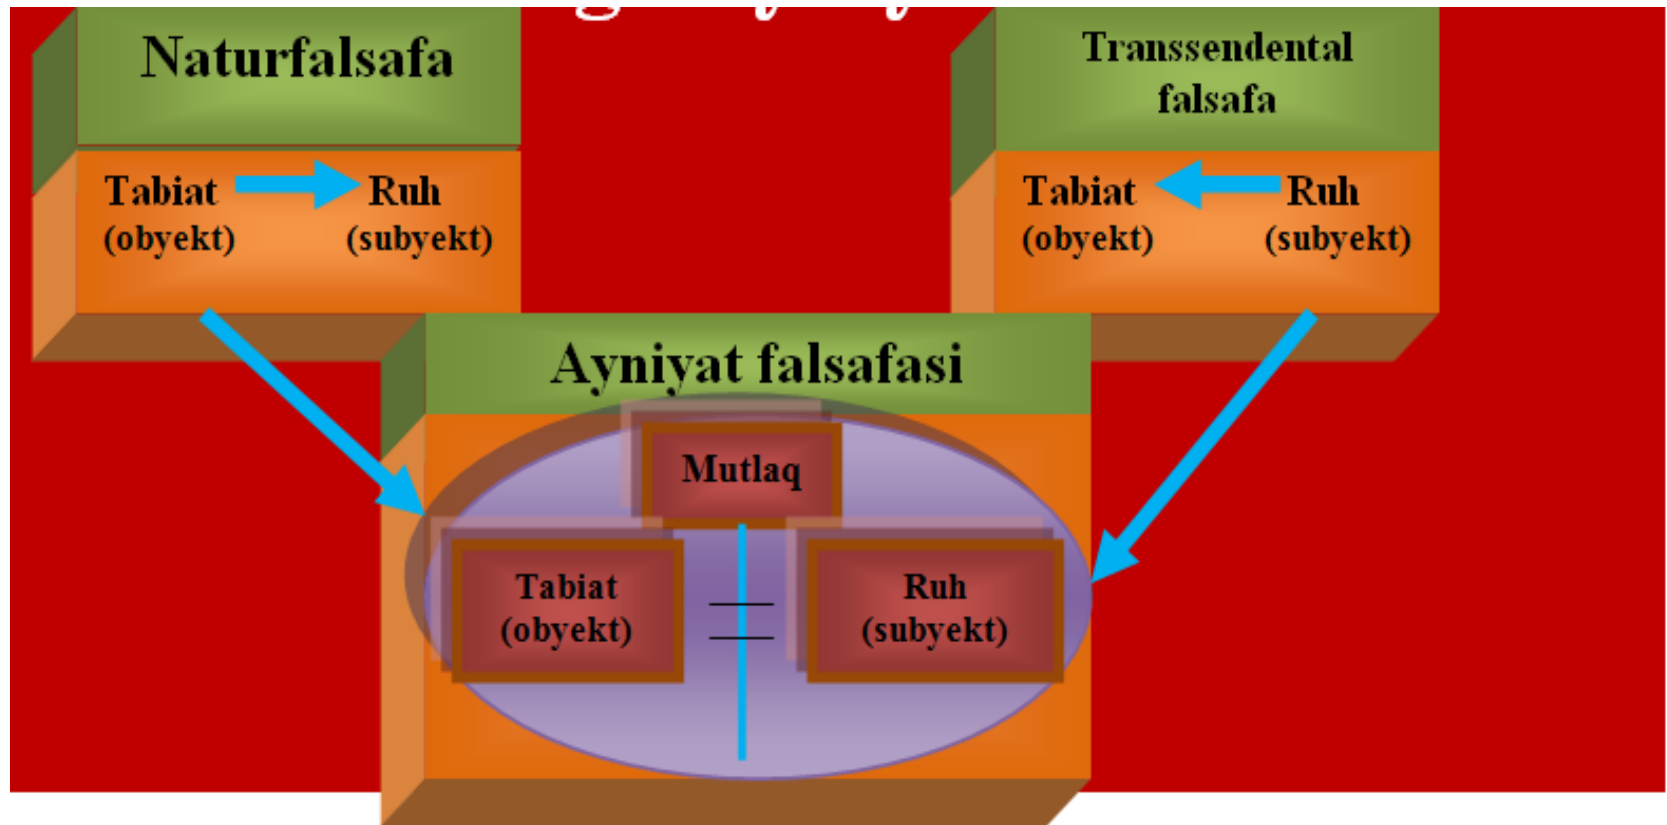 Naturfalsafa
Tabiat Ruh
(obyekt) (subyekt)
Transsendental
falsafa
Tabiat Ruh
(obyekt) (subyekt)
Ayniyat falsafasi
Mutlaq
Tabiat
(obyekt)
=
Ruh
(subyekt)